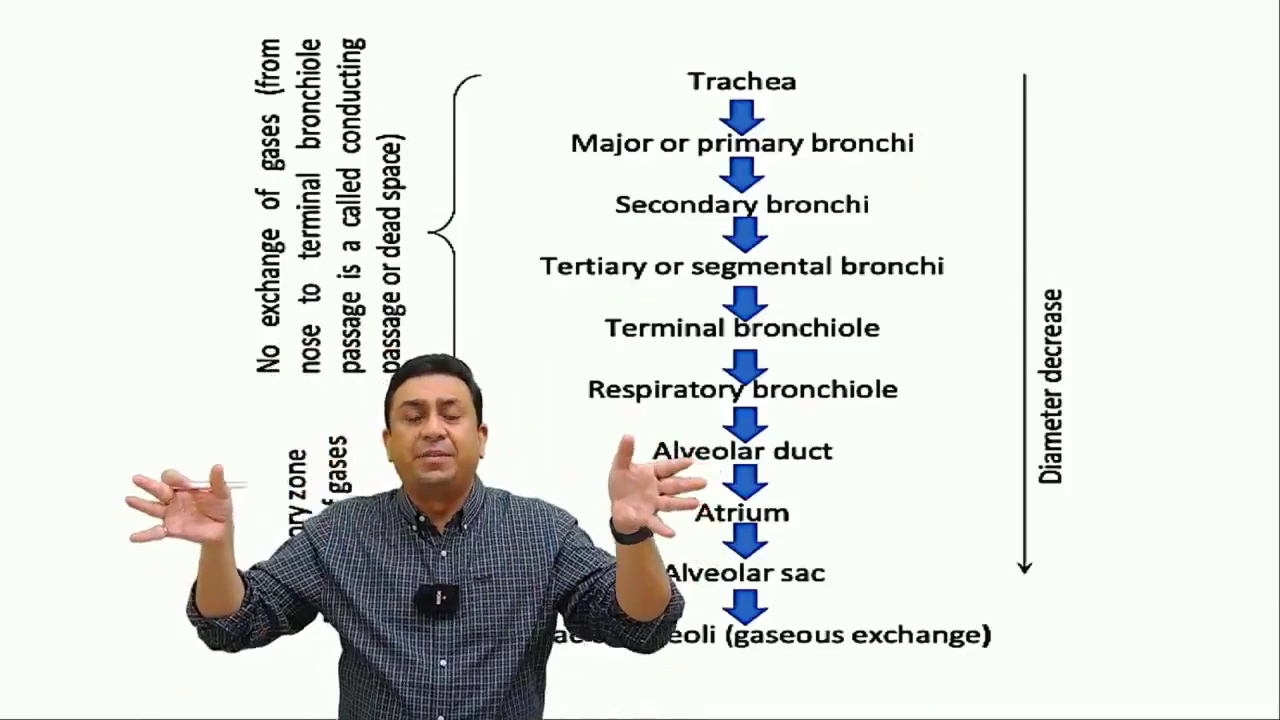 No exchange of gases (from
nose to terminal bronchiole
passage is a called conducting
passage or dead space)
Trachea
Major or primary bronchi
Secondary bronchi
Tertiary or segmental bronchi
Terminal bronchiole
Respiratory bronchiole
Alveolar duct
Atrium
Alveolar sac
(gaseous exchange)
zone
gases
Diameter decrease